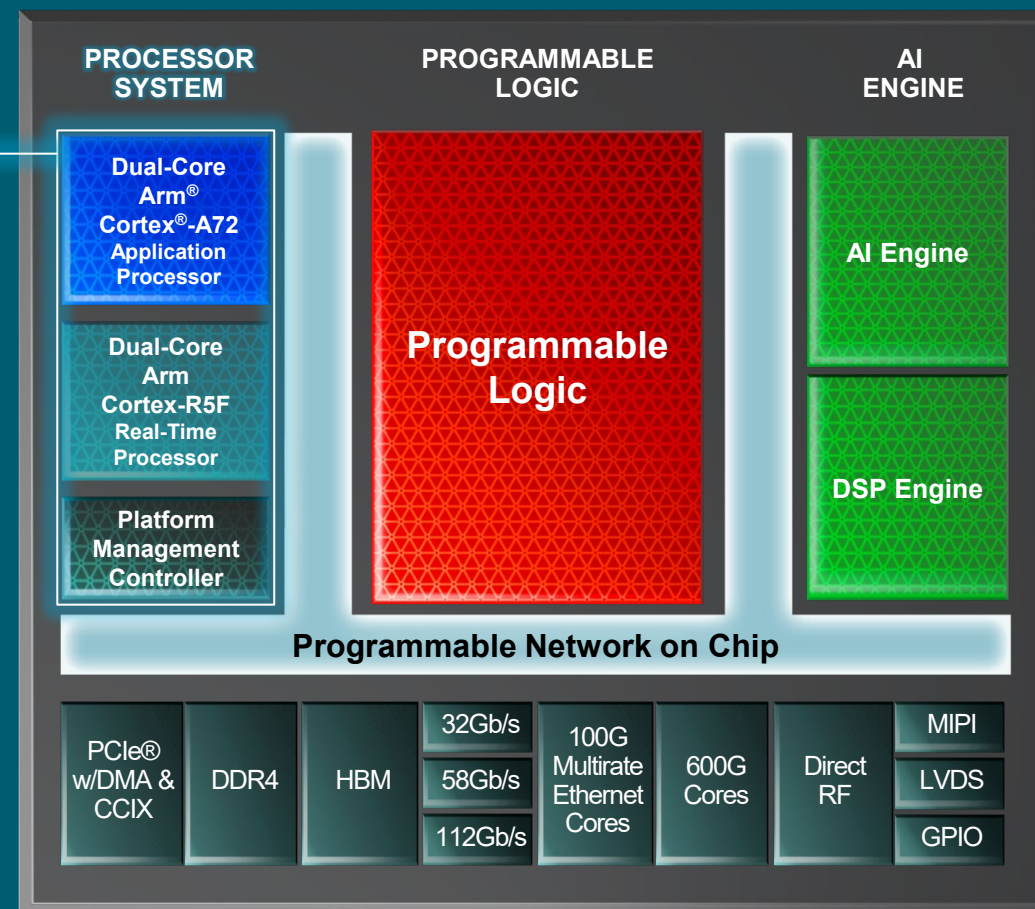 PROCESSOR
SYSTEM
PROGRAMMABLE
LOGIC
AI
ENGINE
Dual-Core
Arm®
Cortex®-A72
Application
Processor
Dual-Core
Arm
Cortex-R5F
Real-Time
Processor
Platform
Management
Controller
Programmable
Logic
AI Engine
DSP Engine
Programmable Network on Chip
PCIe®
w/DMA &
CCIX
DDR4
HBM
32Gb/s
58Gb/s
112Gb/s
100G
Multirate
Ethernet
Cores
600G
Cores
Direct
RF
MIPI
LVDS
GPIO